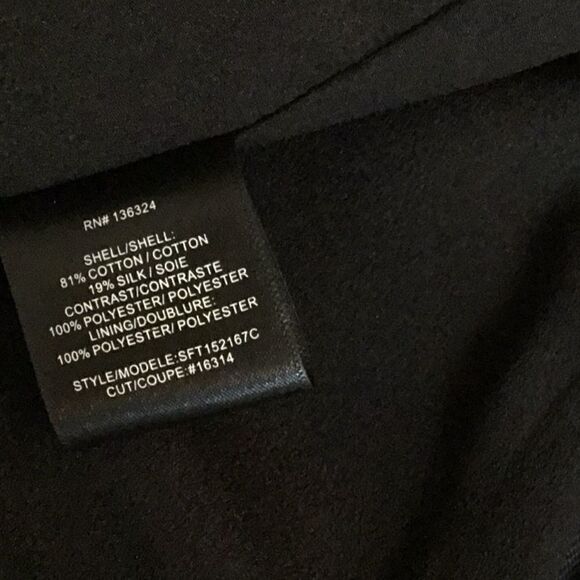 RN# 136324
SHELL/SHELL:
81% COTTON / COTTON
19% SILK / SOIE
CONTRAST/CONTRASTE
100% POLYESTER/ POLYESTER
LINING/DOUBLURE:
100% POLYESTER/ POLYESTER
STYLE/MODELE:SFT152167C
CUT/COUPE:#16314